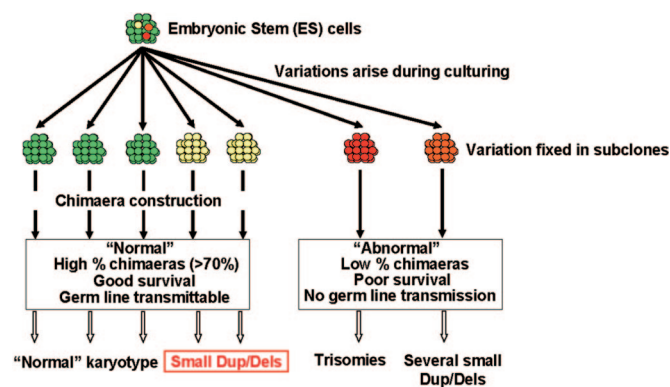 Embryonic Stem (ES) cells
Variations arise during culturing
Variation fixed in subclones
Chimaera construction
“Normal”
High % chimaeras (>70%)
Good survival
Germ line transmittable
“Abnormal”
Low % chimaeras
Poor survival
No germ line transmission
“Normal” karyotype
Small Dup/Dels
Trisomies
Several small
Dup/Dels